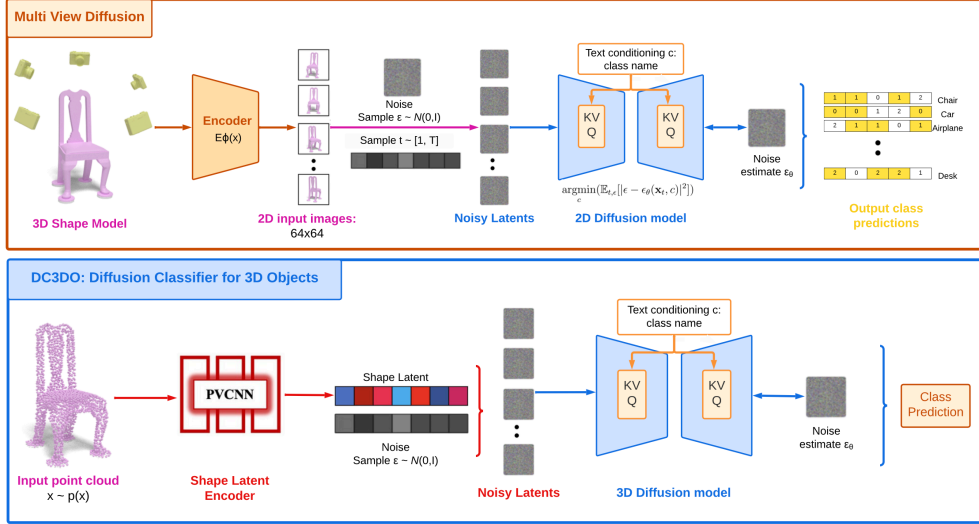 Multi View Diffusion
Text conditioning c:
class name
Encoder
Eϕ(x)
Noise
Sample ε ~ N(0,I)
Sample t ~ [1, T]
KV
Q
KV
Q
1 1 0 1 2
Chair
0 0 1 2 0
Car
2 1 1 0 1
Airplane
2 0 2 2 1
Desk
Noise
estimate εθ
argmin(𝔼t,ϵ[|ϵ − ϵθ(xt, c)|²])
c
3D Shape Model
2D input images:
64x64
Noisy Latents
2D Diffusion model
Output class
predictions
DC3DO: Diffusion Classifier for 3D Objects
Text conditioning c:
class name
PVCNN
Shape Latent
Noise
Sample ε ~ N(0,I)
KV
Q
KV
Q
Noise
estimate εθ
Class
Prediction
Input point cloud
x ~ p(x)
Shape Latent
Encoder
Noisy Latents
3D Diffusion model